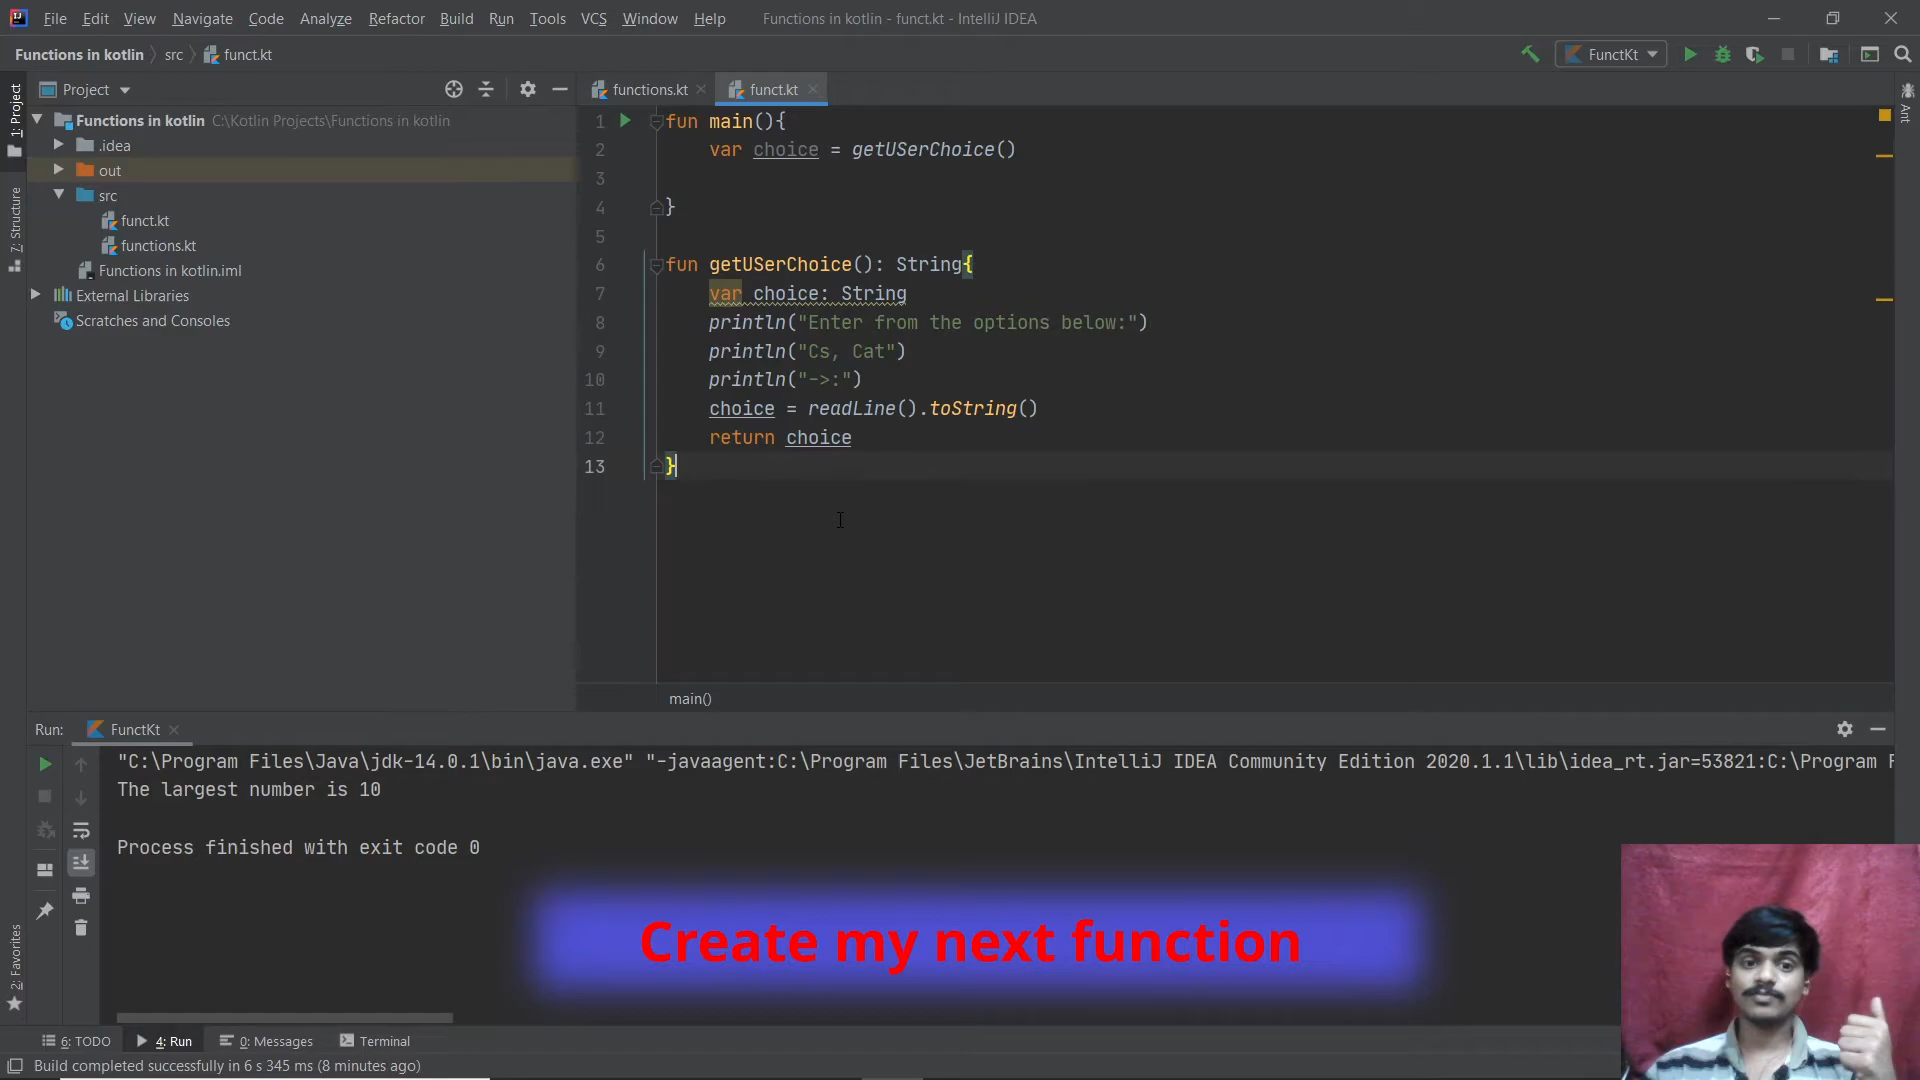 File Edit View Navigate Code Analyze Refactor Build Run Tools VCS Window Help Functions in kotlin - funct.kt - IntelliJ IDEA
Functions in kotlin src funct.kt FunctKt
1: Project
Project
functions.kt funct.kt
Functions in kotlin C:\Kotlin Projects\Functions in kotlin
.idea
out
src
funct.kt
functions.kt
Functions in kotlin.iml
External Libraries
Scratches and Consoles
7: Structure
Ant
1 fun main(){
2 var choice = getUSerChoice()
3
4 }
5
6 fun getUSerChoice(): String{
7 var choice: String
8 println("Enter from the options below:")
9 println("Cs, Cat")
10 println("->:")
11 choice = readLine().toString()
12 return choice
13 }
main()
Run: FunctKt
"C:\Program Files\Java\jdk-14.0.1\bin\java.exe" "-javaagent:C:\Program Files\JetBrains\IntelliJ IDEA Community Edition 2020.1.1\lib\idea_rt.jar=53821:C:\Program F
The largest number is 10
Process finished with exit code 0
Create my next function
2: Favorites
6: TODO 4: Run 0: Messages Terminal
Build completed successfully in 6 s 345 ms (8 minutes ago)